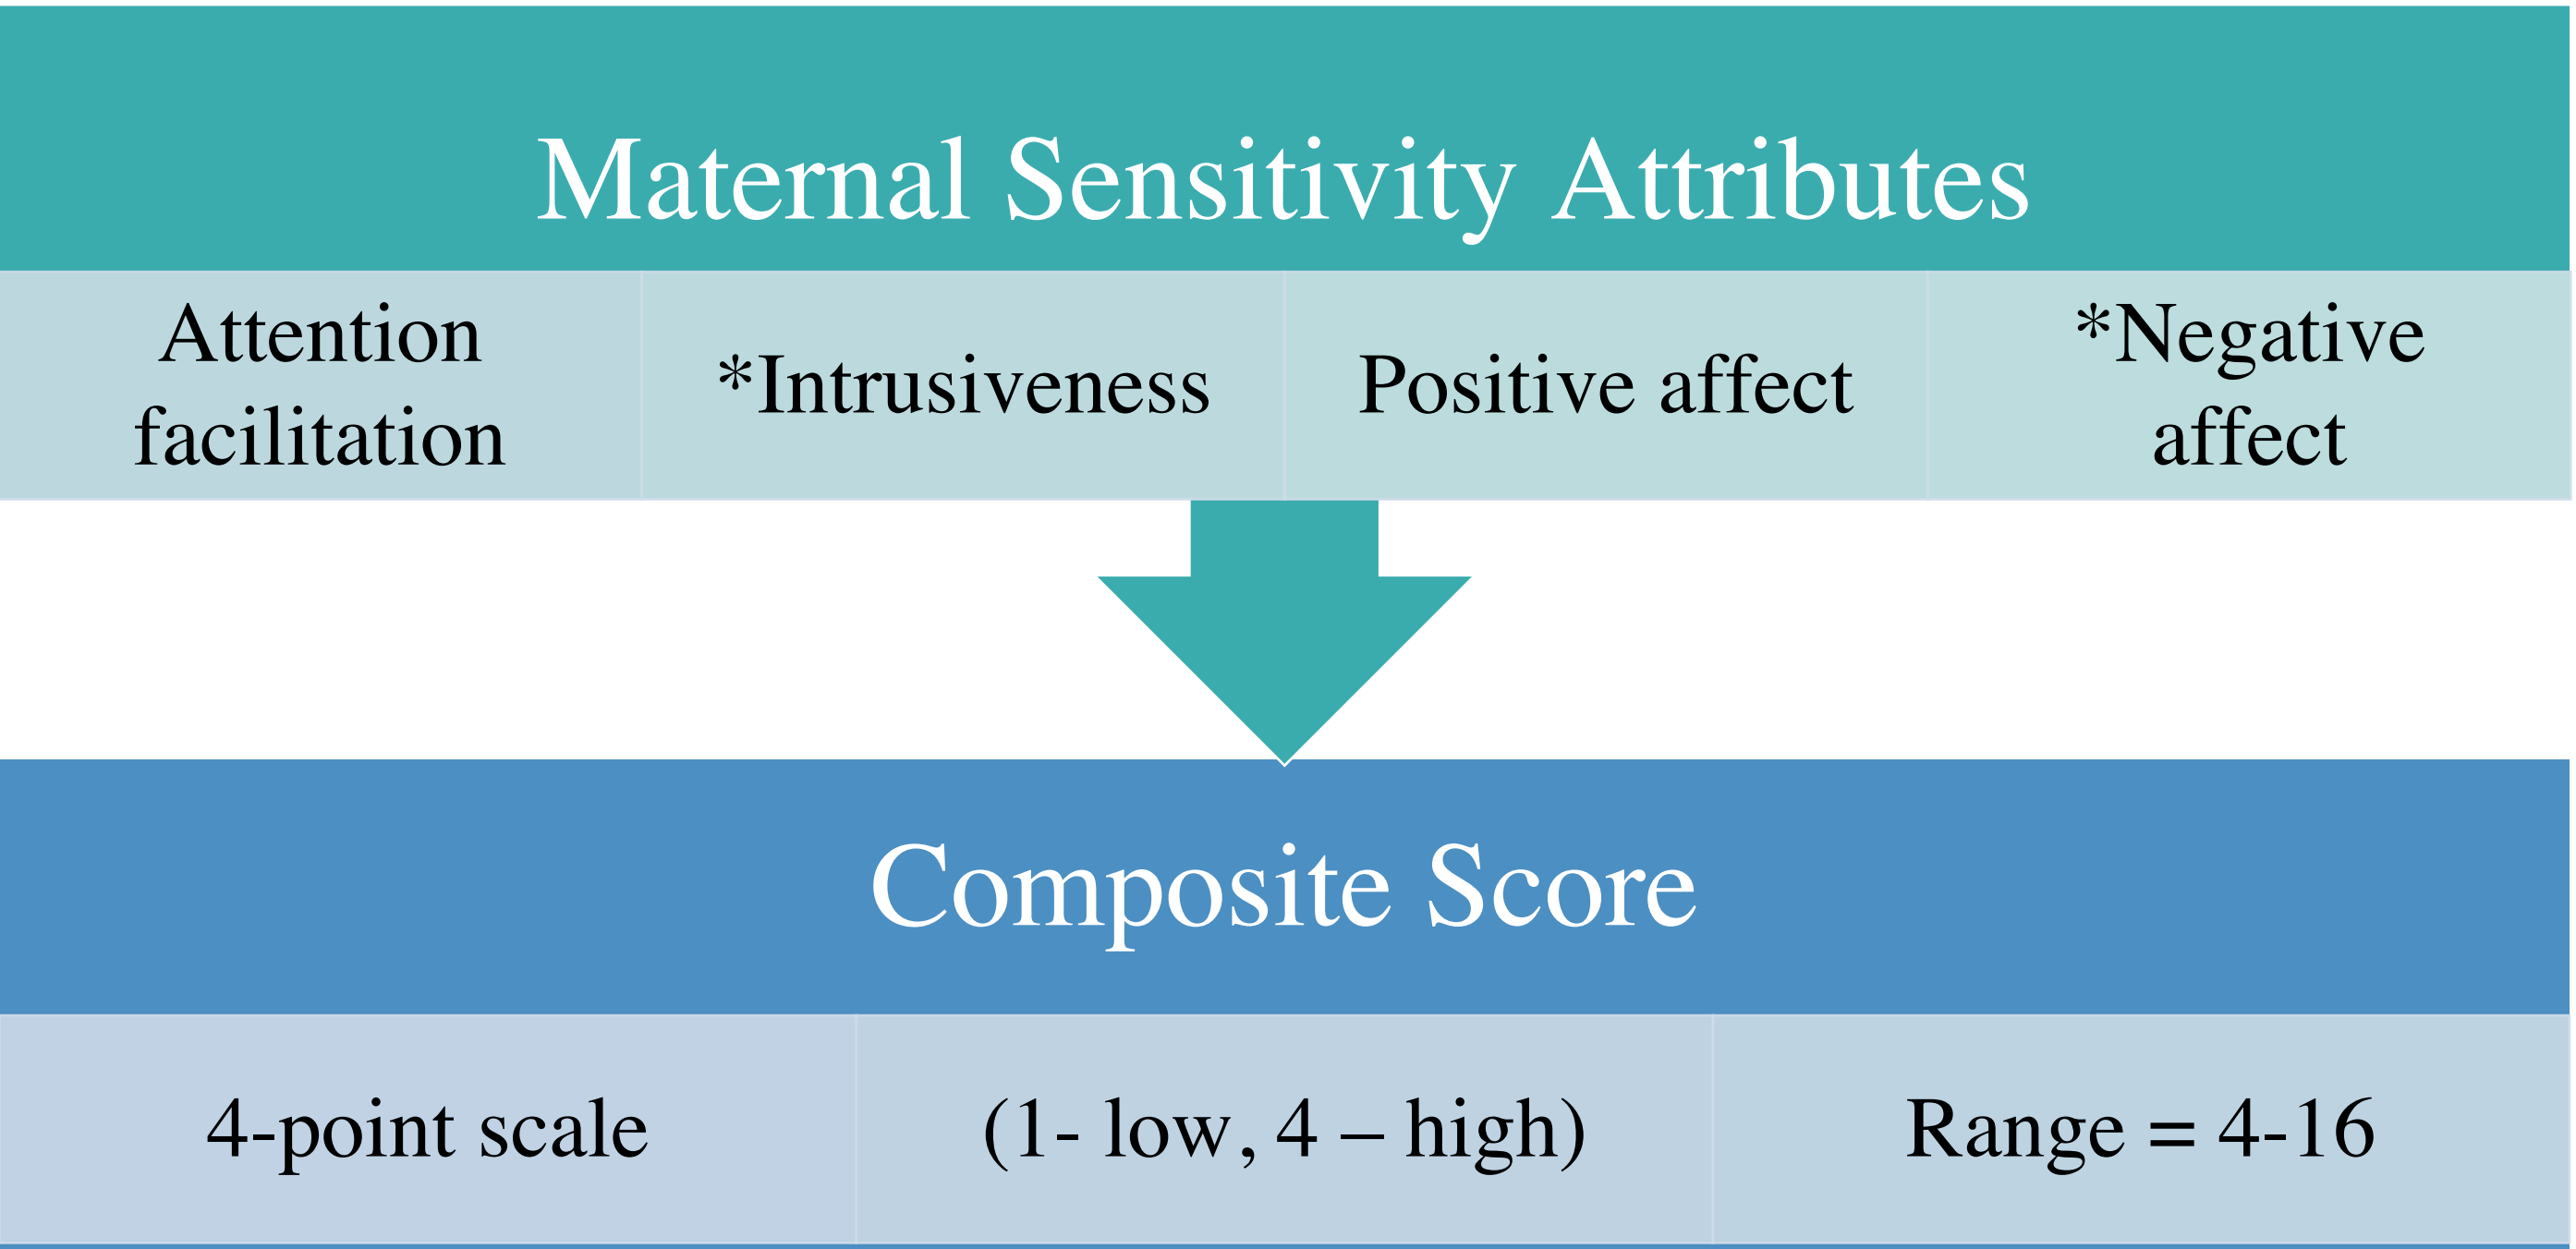 Maternal Sensitivity Attributes
Attention
facilitation
*Intrusiveness
Positive affect
*Negative
affect
Composite Score
4-point scale
(1- low, 4 – high)
Range = 4-16